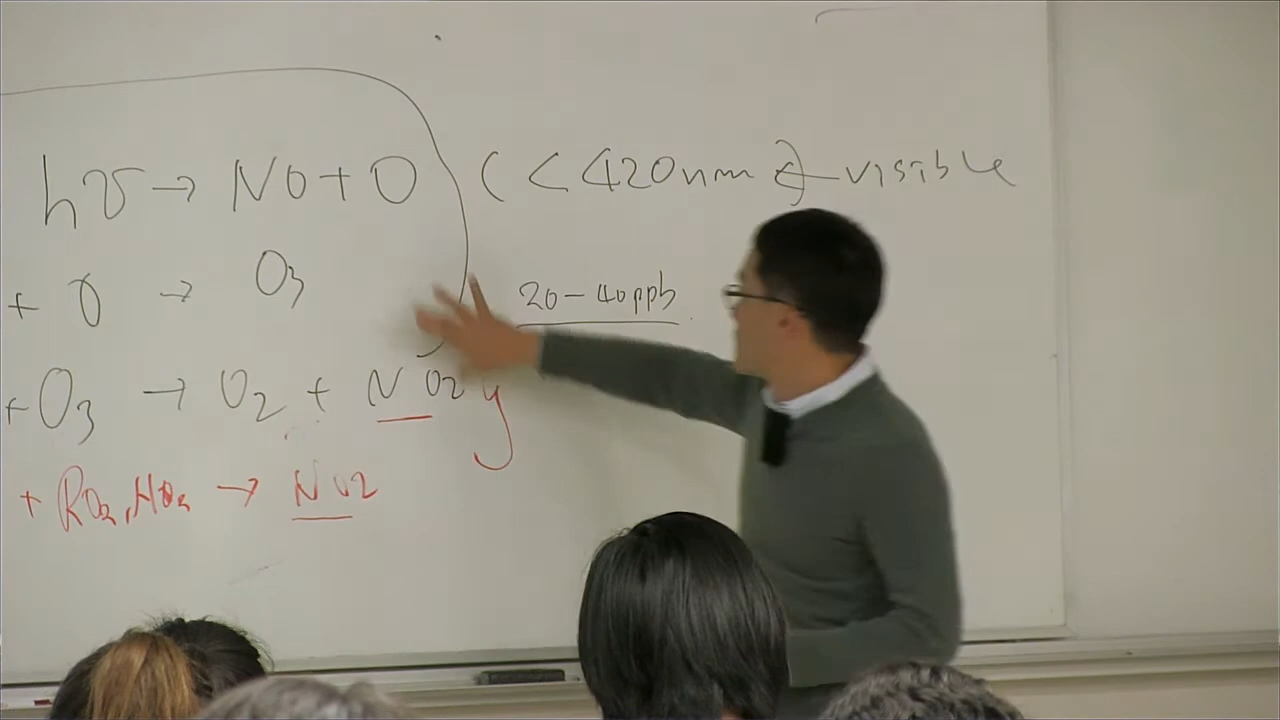 hν → NO + O ( < 420nm ) ← visible
+ O → O3 20-40ppb
+ O3 → O2 + NO2
+ RO2, HO2 → NO2